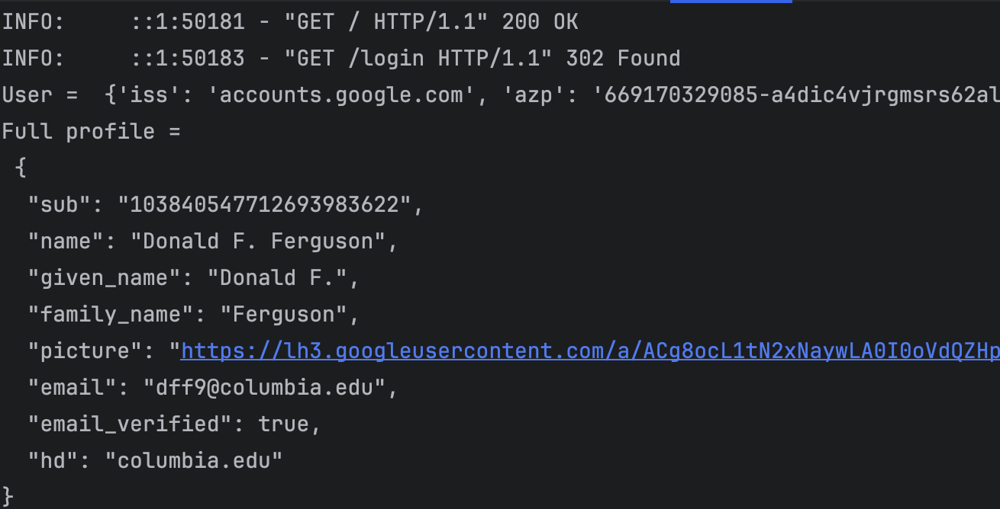 INFO:     ::1:50181 - "GET / HTTP/1.1" 200 OK
INFO:     ::1:50183 - "GET /login HTTP/1.1" 302 Found
User =  {'iss': 'accounts.google.com', 'azp': '669170329085-a4dic4vjrgmsrs62al
Full profile =
 {
  "sub": "103840547712693983622",
  "name": "Donald F. Ferguson",
  "given_name": "Donald F.",
  "family_name": "Ferguson",
  "picture": "https://lh3.googleusercontent.com/a/ACg8ocL1tN2xNaywLA0I0oVdQZHp
  "email": "dff9@columbia.edu",
  "email_verified": true,
  "hd": "columbia.edu"
}